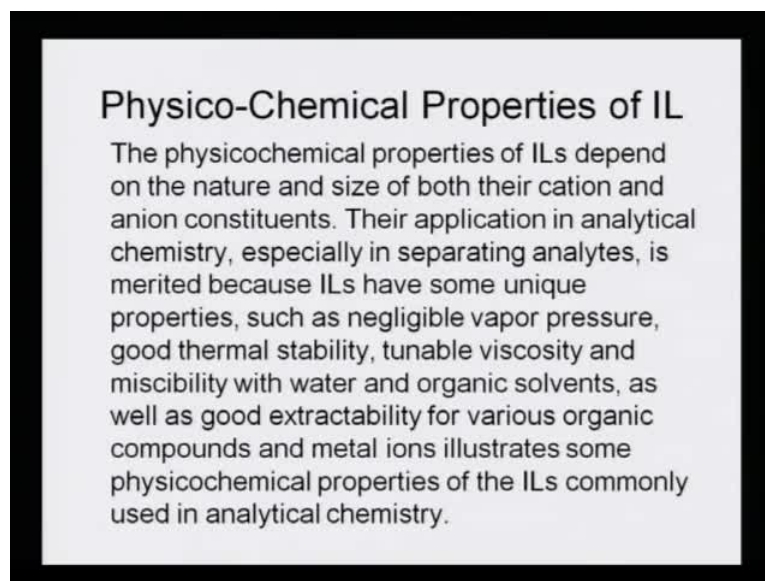 Physico-Chemical Properties of IL
The physicochemical properties of ILs depend
on the nature and size of both their cation and
anion constituents. Their application in analytical
chemistry, especially in separating analytes, is
merited because ILs have some unique
properties, such as negligible vapor pressure,
good thermal stability, tunable viscosity and
miscibility with water and organic solvents, as
well as good extractability for various organic
compounds and metal ions illustrates some
physicochemical properties of the ILs commonly
used in analytical chemistry.